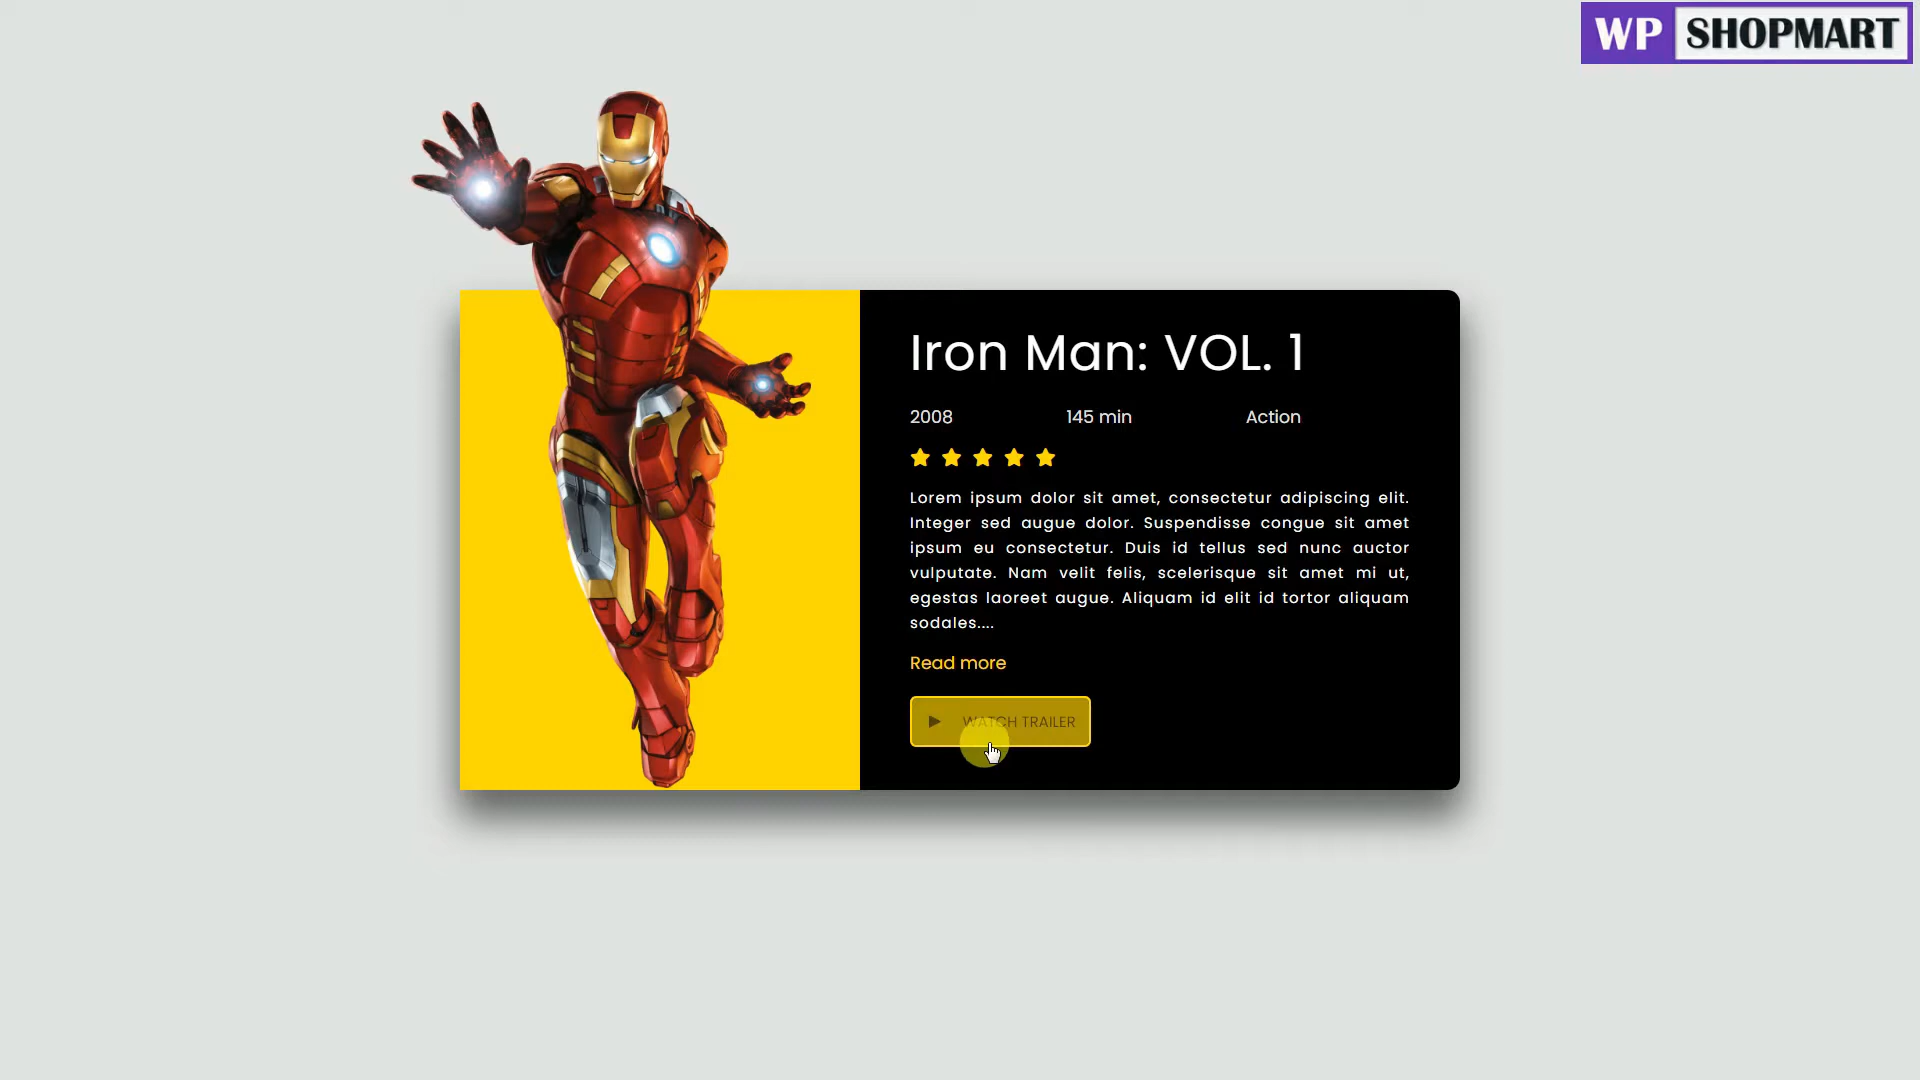 WP SHOPMART
Iron Man: VOL. 1
2008 145 min Action
Lorem ipsum dolor sit amet, consectetur adipiscing elit.
Integer sed augue dolor. Suspendisse congue sit amet
ipsum eu consectetur. Duis id tellus sed nunc auctor
vulputate. Nam velit felis, scelerisque sit amet mi ut,
egestas laoreet augue. Aliquam id elit id tortor aliquam
sodales....
Read more
WATCH TRAILER